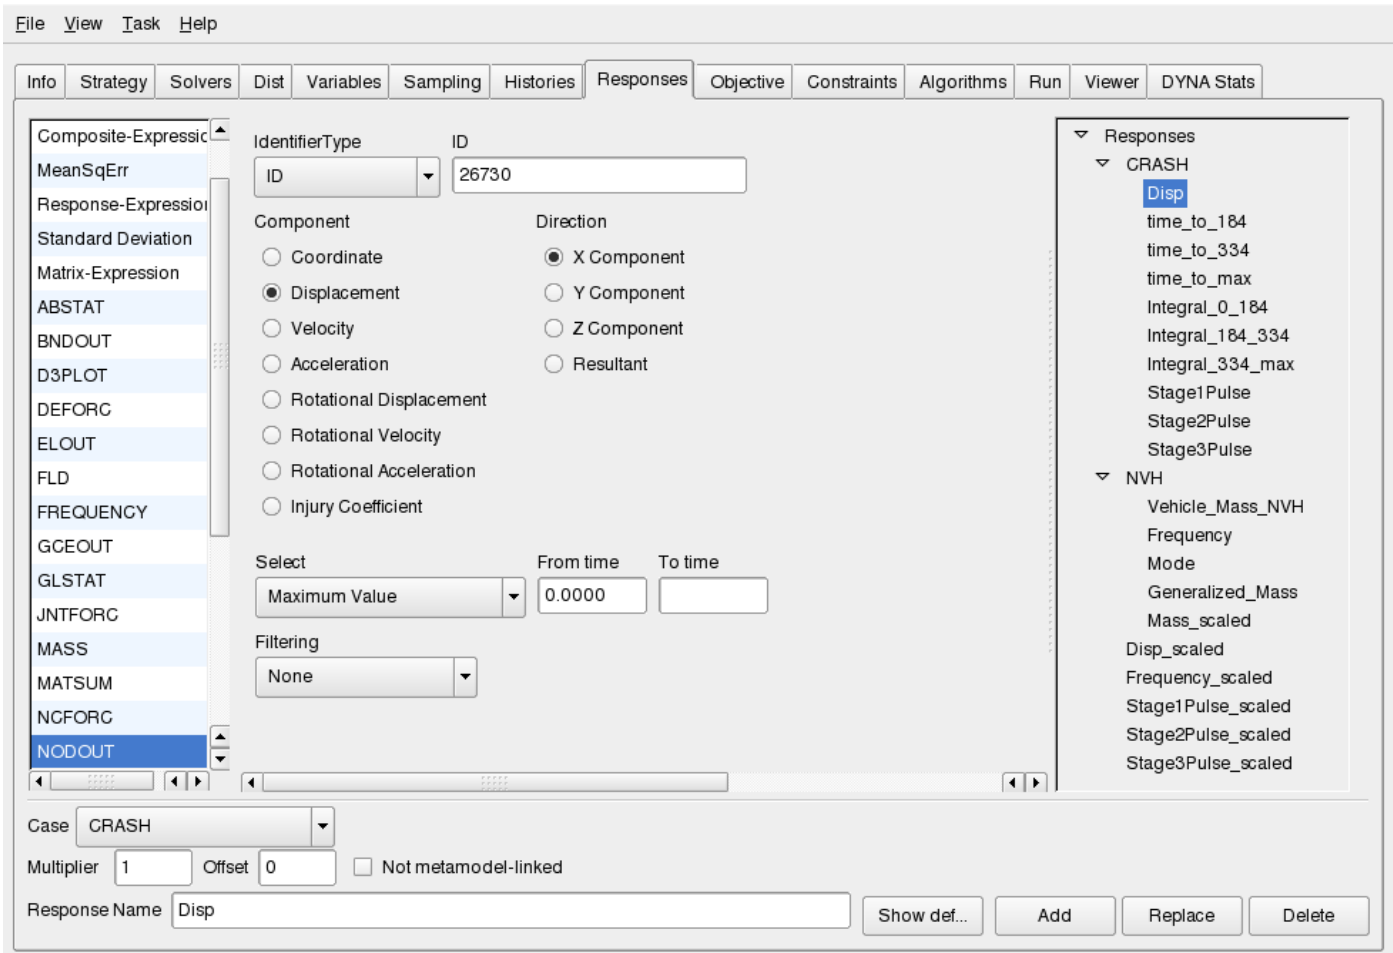 File View Task Help
Info Strategy Solvers Dist Variables Sampling Histories Responses Objective Constraints Algorithms Run Viewer DYNA Stats
Composite-Expressic
MeanSqErr
Response-Expression
Standard Deviation
Matrix-Expression
ABSTAT
BNDOUT
D3PLOT
DEFORC
ELOUT
FLD
FREQUENCY
GCEOUT
GLSTAT
JNTFORC
MASS
MATSUM
NCFORC
NODOUT
IdentifierType ID
ID 26730
Component Direction
Coordinate X Component
Displacement Y Component
Velocity Z Component
Acceleration Resultant
Rotational Displacement
Rotational Velocity
Rotational Acceleration
Injury Coefficient
Select From time To time
Maximum Value 0.0000
Filtering
None
Responses
CRASH
Disp
time_to_184
time_to_334
time_to_max
Integral_0_184
Integral_184_334
Integral_334_max
Stage1Pulse
Stage2Pulse
Stage3Pulse
NVH
Vehicle_Mass_NVH
Frequency
Mode
Generalized_Mass
Mass_scaled
Disp_scaled
Frequency_scaled
Stage1Pulse_scaled
Stage2Pulse_scaled
Stage3Pulse_scaled
Case CRASH
Multiplier 1 Offset 0 Not metamodel-linked
Response Name Disp Show def... Add Replace Delete